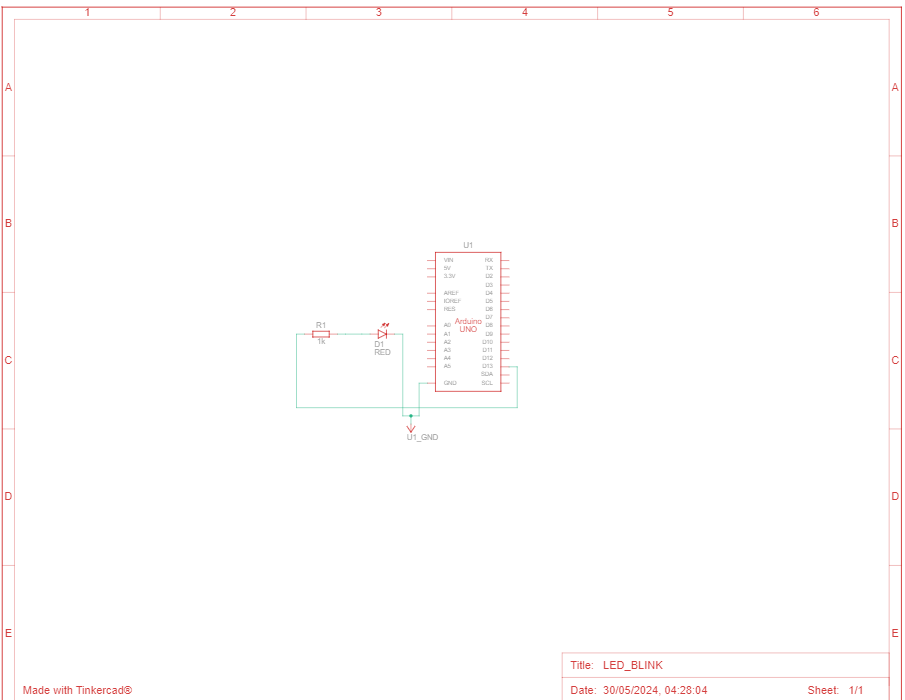 1 2 3 4 5 6
A A
B B
U1
VIN RX
5V TX
3.3V D2
D3
AREF D4
IOREF D5
RES D6
D7
A0 D8
A1 D9
A2 D10
A3 D11
A4 D12
A5 D13
SDA
GND SCL
Arduino
UNO
R1
1k
D1
RED
C C
U1_GND
D D
E E
Title: LED_BLINK
Made with Tinkercad®
Date: 30/05/2024, 04:28:04 Sheet: 1/1